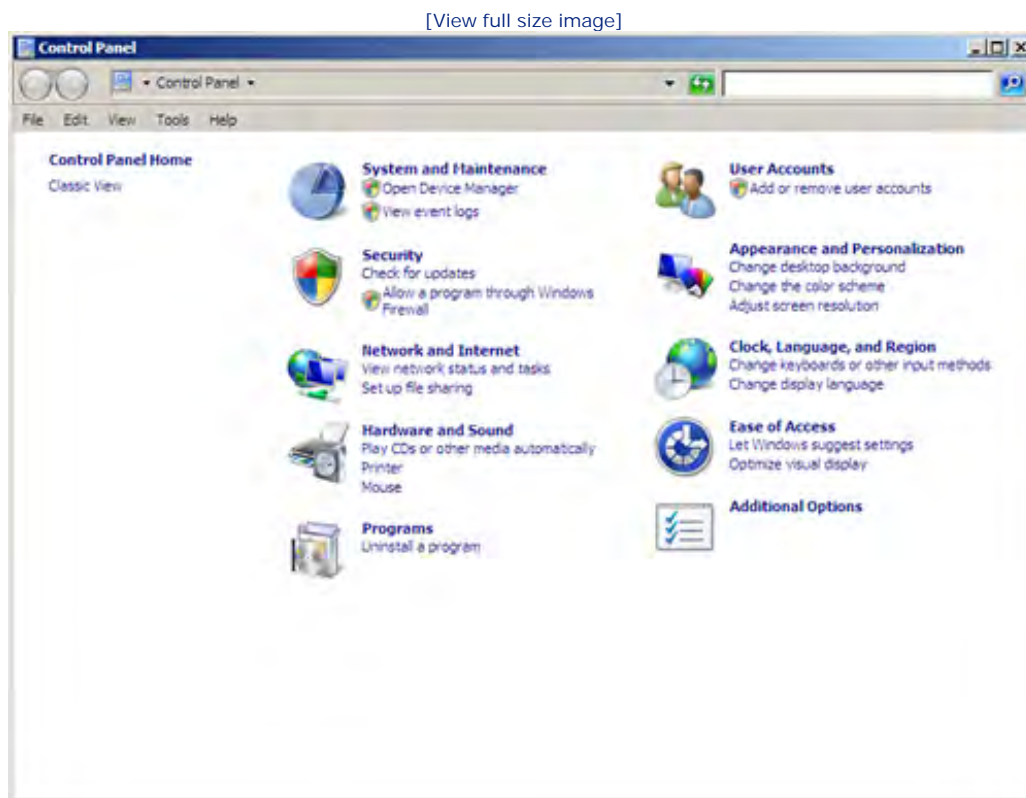 [View full size image]
Control Panel
Control Panel
File Edit View Tools Help
Control Panel Home
Classic View
System and Maintenance
Open Device Manager
View event logs
Security
Check for updates
Allow a program through Windows
Firewall
Network and Internet
View network status and tasks
Set up file sharing
Hardware and Sound
Play CDs or other media automatically
Printer
Mouse
Programs
Uninstall a program
User Accounts
Add or remove user accounts
Appearance and Personalization
Change desktop background
Change the color scheme
Adjust screen resolution
Clock, Language, and Region
Change keyboards or other input methods
Change display language
Ease of Access
Let Windows suggest settings
Optimize visual display
Additional Options